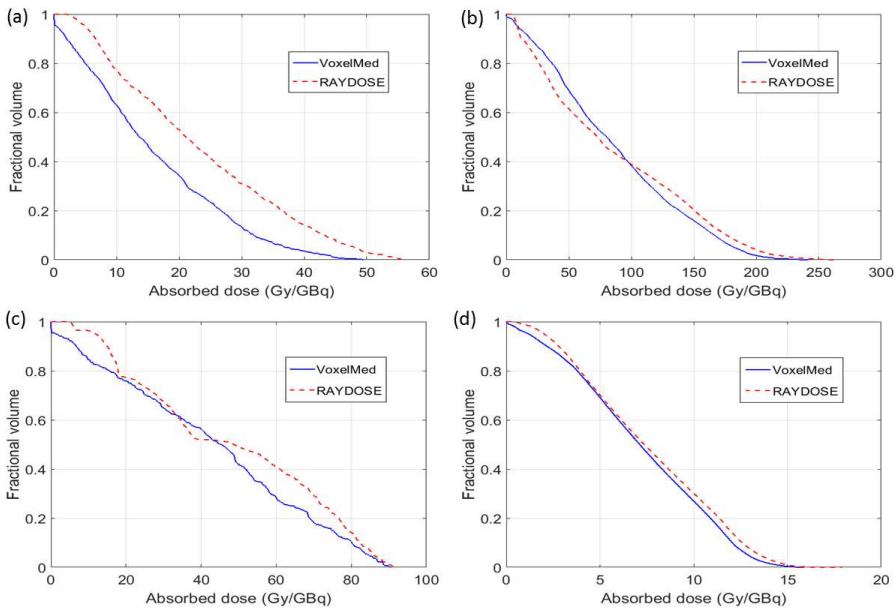 (a)
1
0.8
0.6
0.4
0.2
0
Fractional volume
VoxelMed
RAYDOSE
0 10 20 30 40 50 60
Absorbed dose (Gy/GBq)
(b)
1
0.8
0.6
0.4
0.2
0
Fractional volume
VoxelMed
RAYDOSE
0 50 100 150 200 250 300
Absorbed dose (Gy/GBq)
(c)
1
0.8
0.6
0.4
0.2
0
Fractional volume
VoxelMed
RAYDOSE
0 20 40 60 80 100
Absorbed dose (Gy/GBq)
(d)
1
0.8
0.6
0.4
0.2
0
Fractional volume
VoxelMed
RAYDOSE
0 5 10 15 20
Absorbed dose (Gy/GBq)